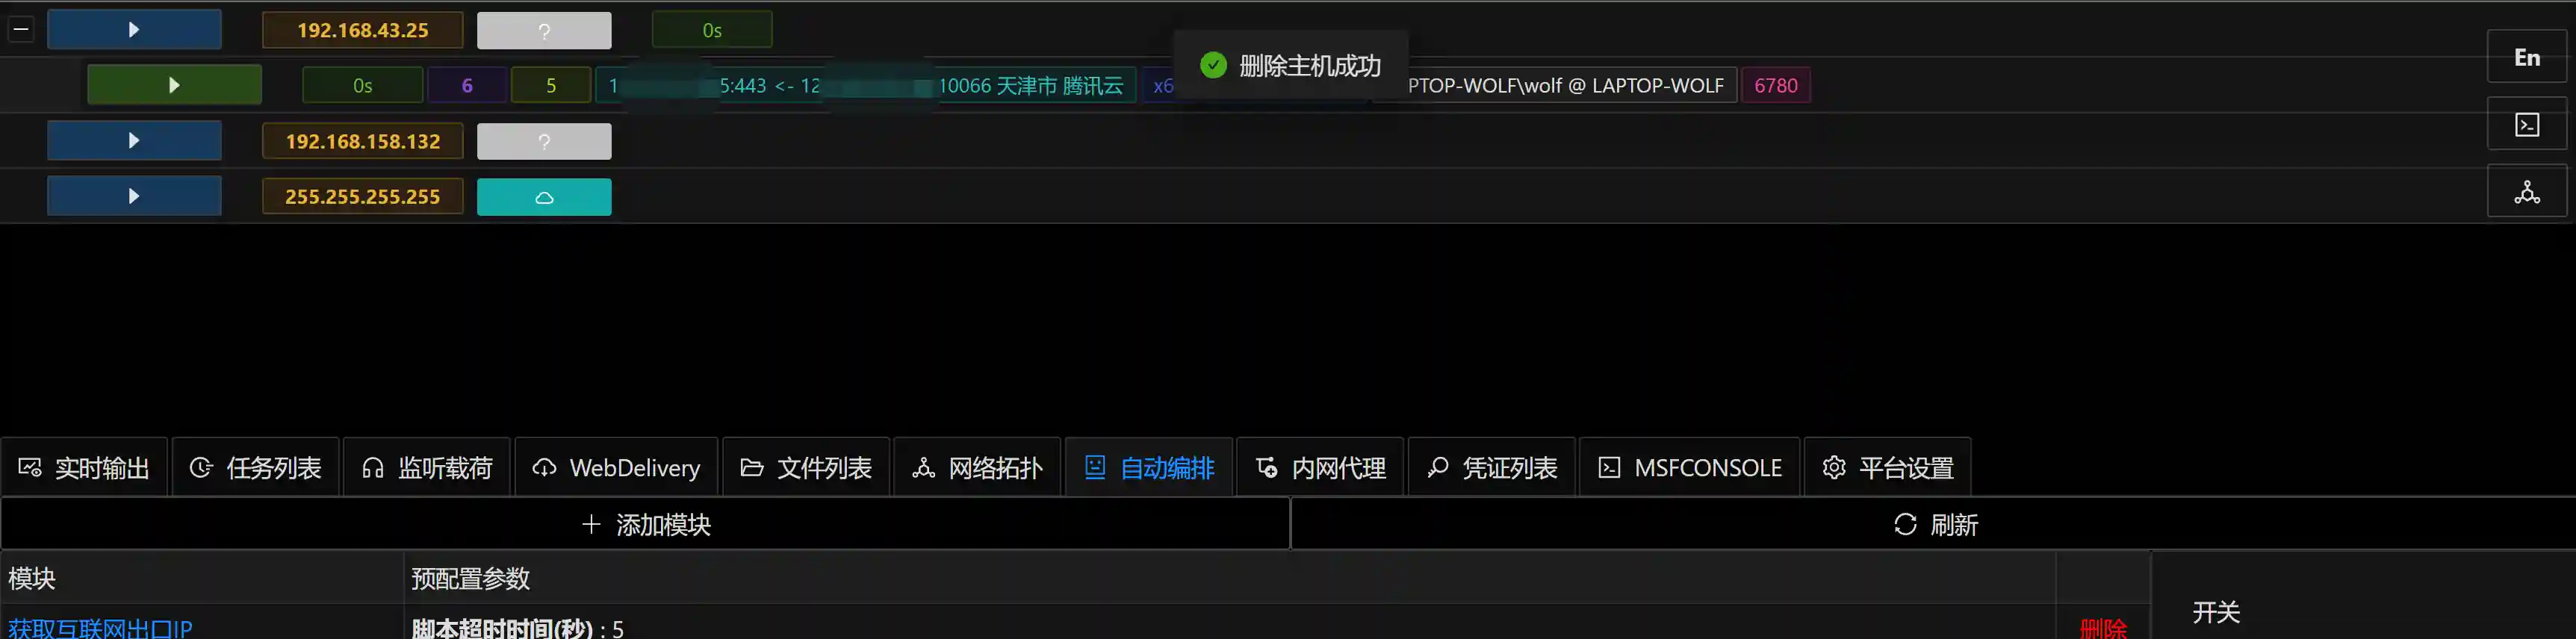 192.168.43.25 ? 0s
删除主机成功
En
0s 6 5 1 5:443 <- 12 10066 天津市 腾讯云 x6 PTOP-WOLF\wolf @ LAPTOP-WOLF 6780
192.168.158.132 ?
255.255.255.255
实时输出 任务列表 监听载荷 WebDelivery 文件列表 网络拓扑 自动编排 内网代理 凭证列表 MSFCONSOLE 平台设置
添加模块 刷新
模块 预配置参数
开关
获取互联网出口IP 脚本超时时间(秒) : 5 删除